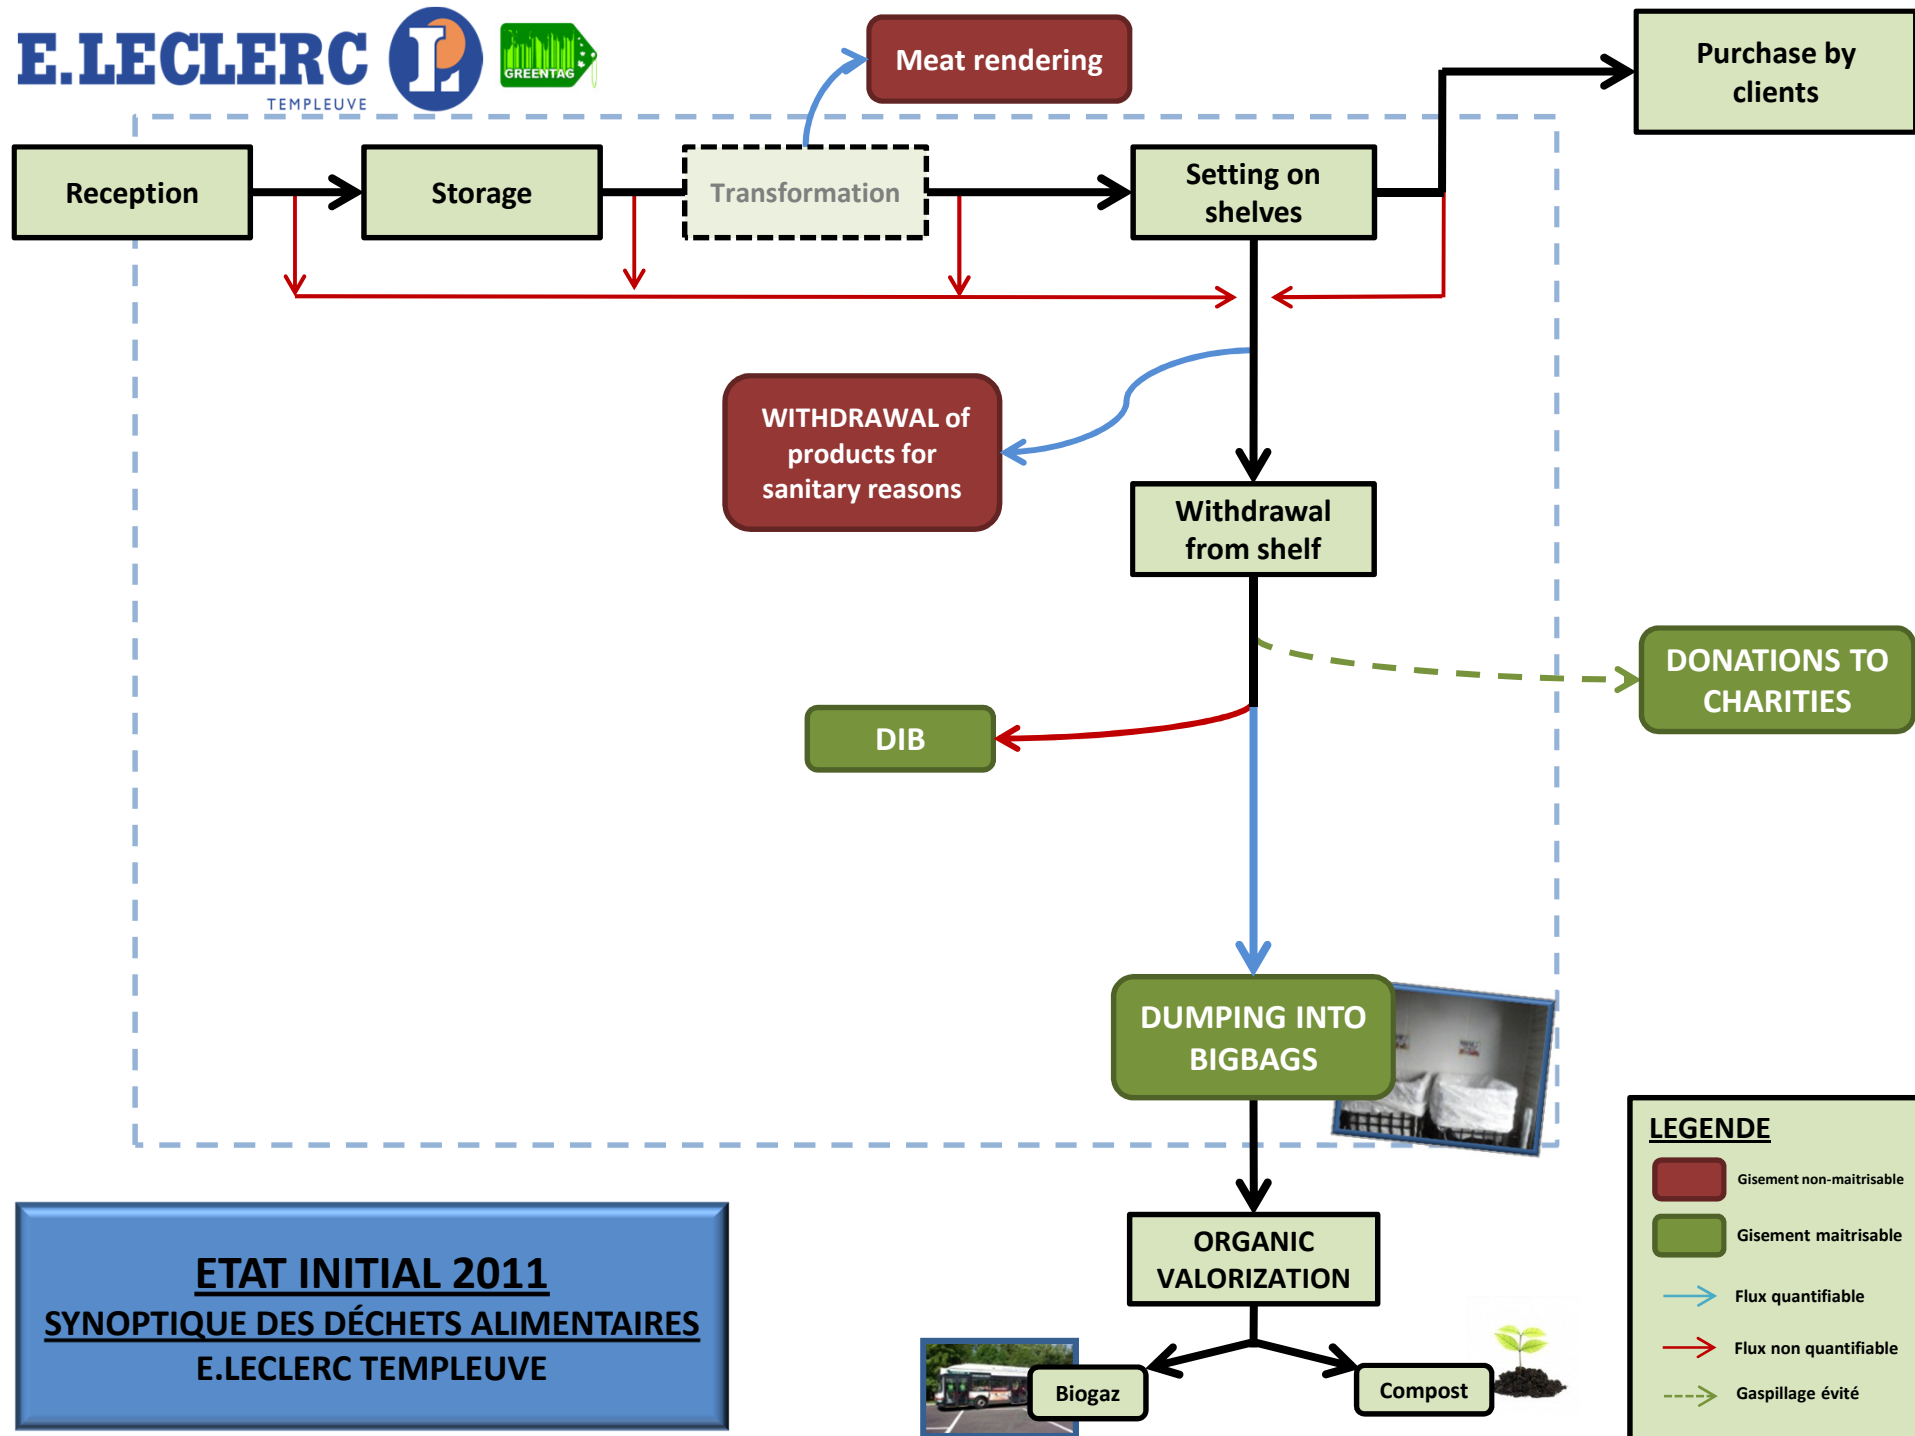 E.LECLERC
TEMPLEUVE
GREENTAG
Meat rendering
Purchase by
clients
Reception
Storage
Transformation
Setting on
shelves
WITHDRAWAL of
products for
sanitary reasons
Withdrawal
from shelf
DONATIONS TO
CHARITIES
DIB
DUMPING INTO
BIGBAGS
ORGANIC
VALORIZATION
Biogaz
Compost
ETAT INITIAL 2011
SYNOPTIQUE DES DÉCHETS ALIMENTAIRES
E.LECLERC TEMPLEUVE
LEGENDE
Gisement non-maitrisable
Gisement maitrisable
Flux quantifiable
Flux non quantifiable
Gaspillage évité